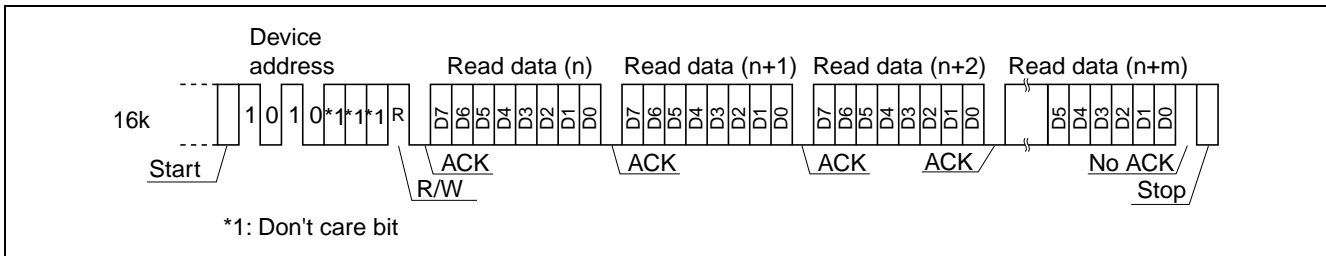 Device
address Read data (n) Read data (n+1) Read data (n+2) Read data (n+m)
16k 1 0 1 0 *1 *1 *1 R D7 D6 D5 D4 D3 D2 D1 D0 D7 D6 D5 D4 D3 D2 D1 D0 D7 D6 D5 D4 D3 D2 D1 D0 D5 D4 D3 D2 D1 D0
Start ACK ACK ACK ACK No ACK
R/W Stop
*1: Don't care bit